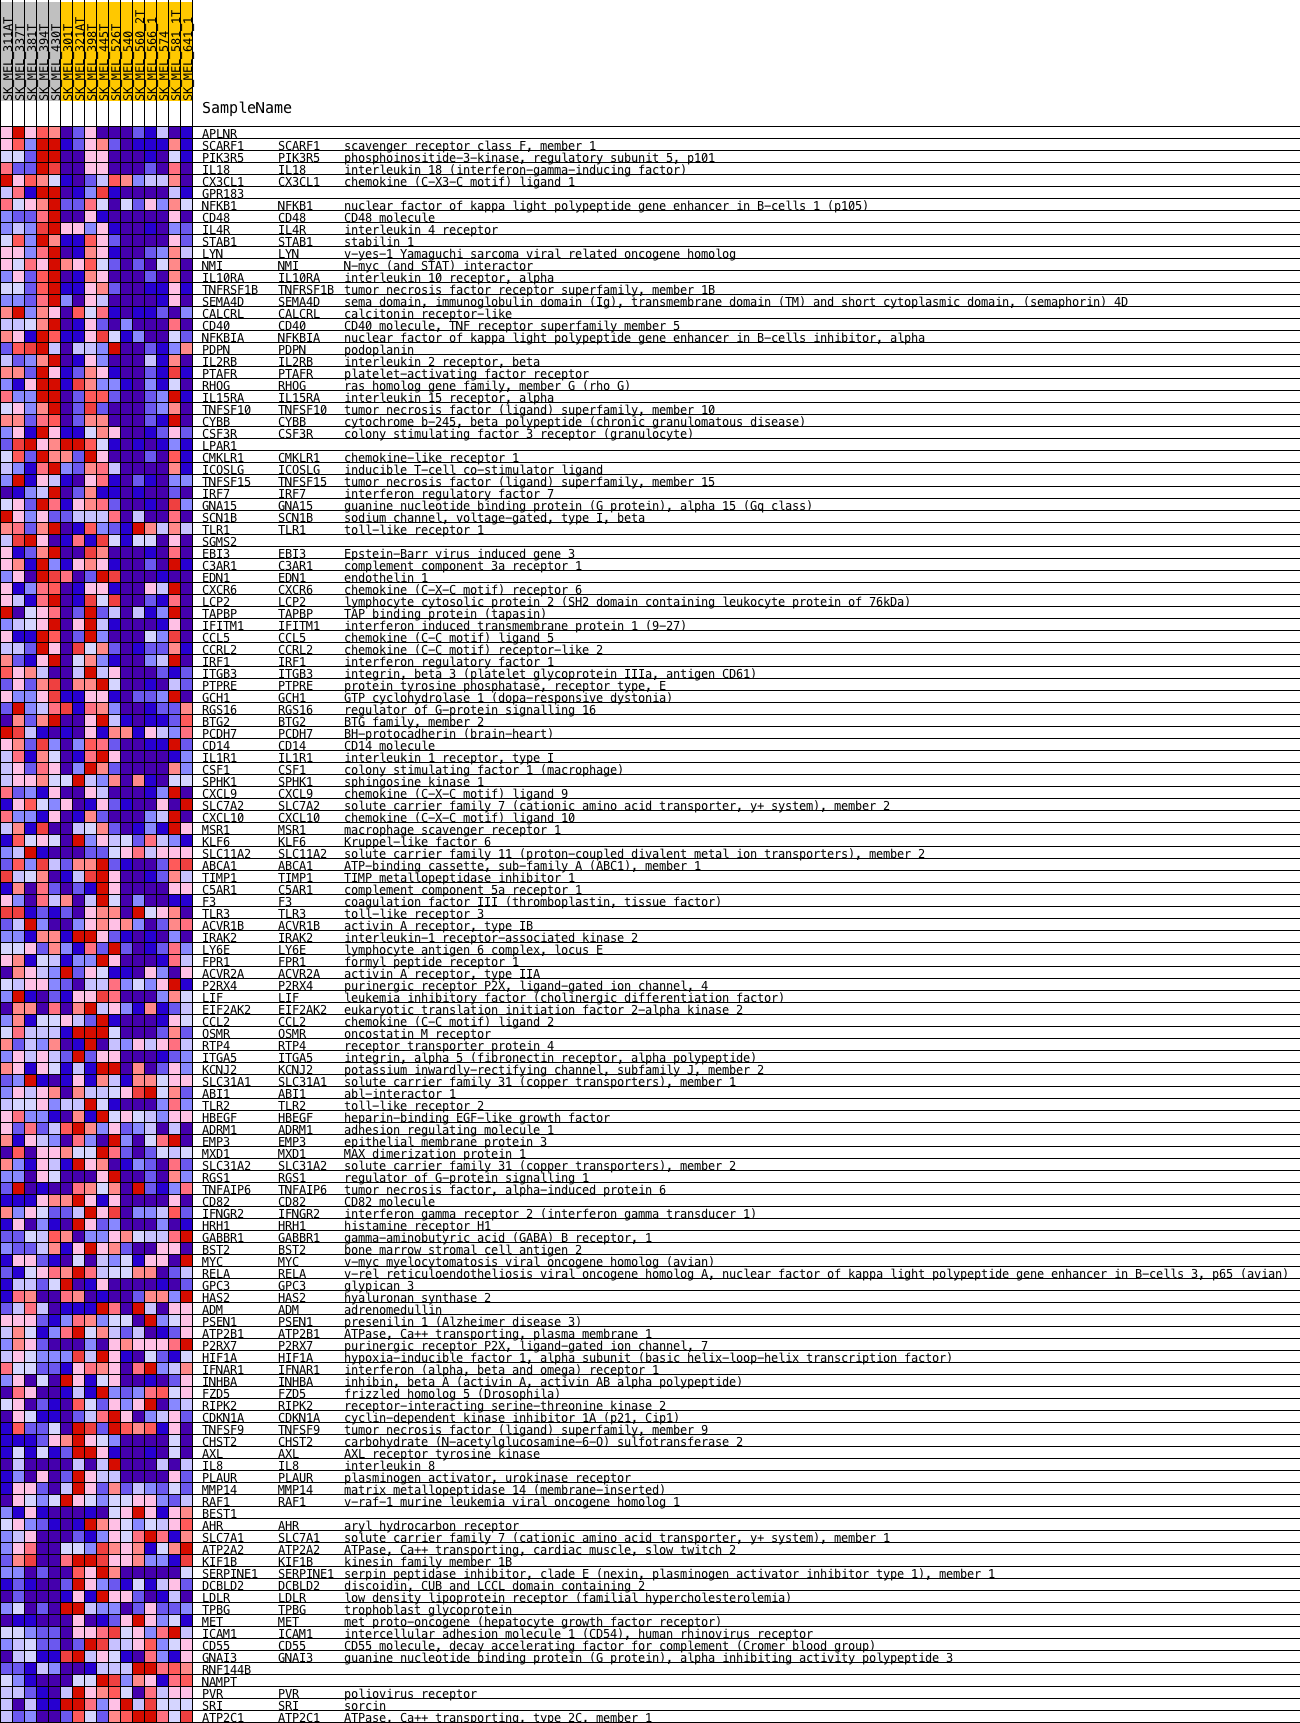 SK_MEL_311AT
SK_MEL_337T
SK_MEL_381T
SK_MEL_394T
SK_MEL_430T
SK_MEL_301T
SK_MEL_321AT
SK_MEL_398T
SK_MEL_445T
SK_MEL_526T
SK_MEL_540
SK_MEL_560_2T
SK_MEL_566_1
SK_MEL_574
SK_MEL_581_1T
SK_MEL_641_1
SampleName
APLNR
SCARF1 SCARF1 scavenger receptor class F, member 1
PIK3R5 PIK3R5 phosphoinositide-3-kinase, regulatory subunit 5, p101
IL18 IL18 interleukin 18 (interferon-gamma-inducing factor)
CX3CL1 CX3CL1 chemokine (C-X3-C motif) ligand 1
GPR183
NFKB1 NFKB1 nuclear factor of kappa light polypeptide gene enhancer in B-cells 1 (p105)
CD48 CD48 CD48 molecule
IL4R IL4R interleukin 4 receptor
STAB1 STAB1 stabilin 1
LYN LYN v-yes-1 Yamaguchi sarcoma viral related oncogene homolog
NMI NMI N-myc (and STAT) interactor
IL10RA IL10RA interleukin 10 receptor, alpha
TNFRSF1B TNFRSF1B tumor necrosis factor receptor superfamily, member 1B
SEMA4D SEMA4D sema domain, immunoglobulin domain (Ig), transmembrane domain (TM) and short cytoplasmic domain, (semaphorin) 4D
CALCRL CALCRL calcitonin receptor-like
CD40 CD40 CD40 molecule, TNF receptor superfamily member 5
NFKBIA NFKBIA nuclear factor of kappa light polypeptide gene enhancer in B-cells inhibitor, alpha
PDPN PDPN podoplanin
IL2RB IL2RB interleukin 2 receptor, beta
PTAFR PTAFR platelet-activating factor receptor
RHOG RHOG ras homolog gene family, member G (rho G)
IL15RA IL15RA interleukin 15 receptor, alpha
TNFSF10 TNFSF10 tumor necrosis factor (ligand) superfamily, member 10
CYBB CYBB cytochrome b-245, beta polypeptide (chronic granulomatous disease)
CSF3R CSF3R colony stimulating factor 3 receptor (granulocyte)
LPAR1
CMKLR1 CMKLR1 chemokine-like receptor 1
ICOSLG ICOSLG inducible T-cell co-stimulator ligand
TNFSF15 TNFSF15 tumor necrosis factor (ligand) superfamily, member 15
IRF7 IRF7 interferon regulatory factor 7
GNA15 GNA15 guanine nucleotide binding protein (G protein), alpha 15 (Gq class)
SCN1B SCN1B sodium channel, voltage-gated, type I, beta
TLR1 TLR1 toll-like receptor 1
SGMS2
EBI3 EBI3 Epstein-Barr virus induced gene 3
C3AR1 C3AR1 complement component 3a receptor 1
EDN1 EDN1 endothelin 1
CXCR6 CXCR6 chemokine (C-X-C motif) receptor 6
LCP2 LCP2 lymphocyte cytosolic protein 2 (SH2 domain containing leukocyte protein of 76kDa)
TAPBP TAPBP TAP binding protein (tapasin)
IFITM1 IFITM1 interferon induced transmembrane protein 1 (9-27)
CCL5 CCL5 chemokine (C-C motif) ligand 5
CCRL2 CCRL2 chemokine (C-C motif) receptor-like 2
IRF1 IRF1 interferon regulatory factor 1
ITGB3 ITGB3 integrin, beta 3 (platelet glycoprotein IIIa, antigen CD61)
PTPRE PTPRE protein tyrosine phosphatase, receptor type, E
GCH1 GCH1 GTP cyclohydrolase 1 (dopa-responsive dystonia)
RGS16 RGS16 regulator of G-protein signalling 16
BTG2 BTG2 BTG family, member 2
PCDH7 PCDH7 BH-protocadherin (brain-heart)
CD14 CD14 CD14 molecule
IL1R1 IL1R1 interleukin 1 receptor, type I
CSF1 CSF1 colony stimulating factor 1 (macrophage)
SPHK1 SPHK1 sphingosine kinase 1
CXCL9 CXCL9 chemokine (C-X-C motif) ligand 9
SLC7A2 SLC7A2 solute carrier family 7 (cationic amino acid transporter, y+ system), member 2
CXCL10 CXCL10 chemokine (C-X-C motif) ligand 10
MSR1 MSR1 macrophage scavenger receptor 1
KLF6 KLF6 Kruppel-like factor 6
SLC11A2 SLC11A2 solute carrier family 11 (proton-coupled divalent metal ion transporters), member 2
ABCA1 ABCA1 ATP-binding cassette, sub-family A (ABC1), member 1
TIMP1 TIMP1 TIMP metallopeptidase inhibitor 1
C5AR1 C5AR1 complement component 5a receptor 1
F3 F3 coagulation factor III (thromboplastin, tissue factor)
TLR3 TLR3 toll-like receptor 3
ACVR1B ACVR1B activin A receptor, type IB
IRAK2 IRAK2 interleukin-1 receptor-associated kinase 2
LY6E LY6E lymphocyte antigen 6 complex, locus E
FPR1 FPR1 formyl peptide receptor 1
ACVR2A ACVR2A activin A receptor, type IIA
P2RX4 P2RX4 purinergic receptor P2X, ligand-gated ion channel, 4
LIF LIF leukemia inhibitory factor (cholinergic differentiation factor)
EIF2AK2 EIF2AK2 eukaryotic translation initiation factor 2-alpha kinase 2
CCL2 CCL2 chemokine (C-C motif) ligand 2
OSMR OSMR oncostatin M receptor
RTP4 RTP4 receptor transporter protein 4
ITGA5 ITGA5 integrin, alpha 5 (fibronectin receptor, alpha polypeptide)
KCNJ2 KCNJ2 potassium inwardly-rectifying channel, subfamily J, member 2
SLC31A1 SLC31A1 solute carrier family 31 (copper transporters), member 1
ABI1 ABI1 abl-interactor 1
TLR2 TLR2 toll-like receptor 2
HBEGF HBEGF heparin-binding EGF-like growth factor
ADRM1 ADRM1 adhesion regulating molecule 1
EMP3 EMP3 epithelial membrane protein 3
MXD1 MXD1 MAX dimerization protein 1
SLC31A2 SLC31A2 solute carrier family 31 (copper transporters), member 2
RGS1 RGS1 regulator of G-protein signalling 1
TNFAIP6 TNFAIP6 tumor necrosis factor, alpha-induced protein 6
CD82 CD82 CD82 molecule
IFNGR2 IFNGR2 interferon gamma receptor 2 (interferon gamma transducer 1)
HRH1 HRH1 histamine receptor H1
GABBR1 GABBR1 gamma-aminobutyric acid (GABA) B receptor, 1
BST2 BST2 bone marrow stromal cell antigen 2
MYC MYC v-myc myelocytomatosis viral oncogene homolog (avian)
RELA RELA v-rel reticuloendotheliosis viral oncogene homolog A, nuclear factor of kappa light polypeptide gene enhancer in B-cells 3, p65 (avian)
GPC3 GPC3 glypican 3
HAS2 HAS2 hyaluronan synthase 2
ADM ADM adrenomedullin
PSEN1 PSEN1 presenilin 1 (Alzheimer disease 3)
ATP2B1 ATP2B1 ATPase, Ca++ transporting, plasma membrane 1
P2RX7 P2RX7 purinergic receptor P2X, ligand-gated ion channel, 7
HIF1A HIF1A hypoxia-inducible factor 1, alpha subunit (basic helix-loop-helix transcription factor)
IFNAR1 IFNAR1 interferon (alpha, beta and omega) receptor 1
INHBA INHBA inhibin, beta A (activin A, activin AB alpha polypeptide)
FZD5 FZD5 frizzled homolog 5 (Drosophila)
RIPK2 RIPK2 receptor-interacting serine-threonine kinase 2
CDKN1A CDKN1A cyclin-dependent kinase inhibitor 1A (p21, Cip1)
TNFSF9 TNFSF9 tumor necrosis factor (ligand) superfamily, member 9
CHST2 CHST2 carbohydrate (N-acetylglucosamine-6-O) sulfotransferase 2
AXL AXL AXL receptor tyrosine kinase
IL8 IL8 interleukin 8
PLAUR PLAUR plasminogen activator, urokinase receptor
MMP14 MMP14 matrix metallopeptidase 14 (membrane-inserted)
RAF1 RAF1 v-raf-1 murine leukemia viral oncogene homolog 1
BEST1
AHR AHR aryl hydrocarbon receptor
SLC7A1 SLC7A1 solute carrier family 7 (cationic amino acid transporter, y+ system), member 1
ATP2A2 ATP2A2 ATPase, Ca++ transporting, cardiac muscle, slow twitch 2
KIF1B KIF1B kinesin family member 1B
SERPINE1 SERPINE1 serpin peptidase inhibitor, clade E (nexin, plasminogen activator inhibitor type 1), member 1
DCBLD2 DCBLD2 discoidin, CUB and LCCL domain containing 2
LDLR LDLR low density lipoprotein receptor (familial hypercholesterolemia)
TPBG TPBG trophoblast glycoprotein
MET MET met proto-oncogene (hepatocyte growth factor receptor)
ICAM1 ICAM1 intercellular adhesion molecule 1 (CD54), human rhinovirus receptor
CD55 CD55 CD55 molecule, decay accelerating factor for complement (Cromer blood group)
GNAI3 GNAI3 guanine nucleotide binding protein (G protein), alpha inhibiting activity polypeptide 3
RNF144B
NAMPT
PVR PVR poliovirus receptor
SRI SRI sorcin
ATP2C1 ATP2C1 ATPase, Ca++ transporting, type 2C, member 1